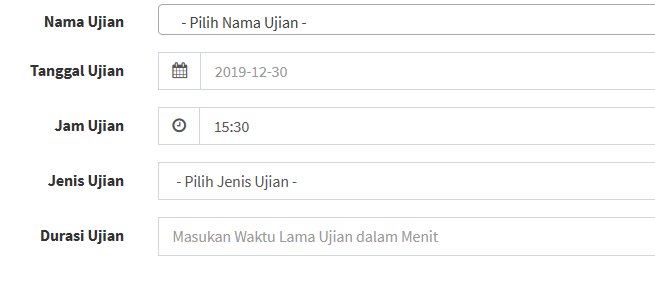 Nama Ujian - Pilih Nama Ujian -
Tanggal Ujian 2019-12-30
Jam Ujian 15:30
Jenis Ujian - Pilih Jenis Ujian -
Durasi Ujian Masukan Waktu Lama Ujian dalam Menit